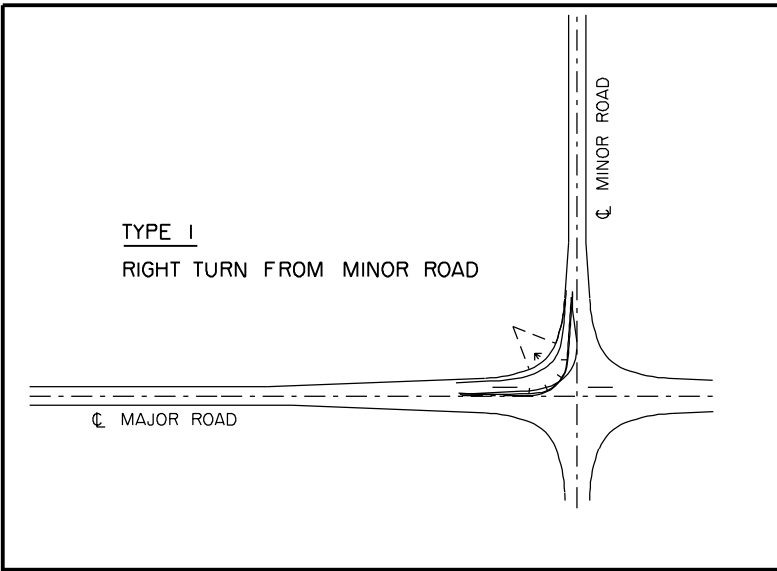 TYPE I
RIGHT TURN FROM MINOR ROAD
℄ MINOR ROAD
℄ MAJOR ROAD